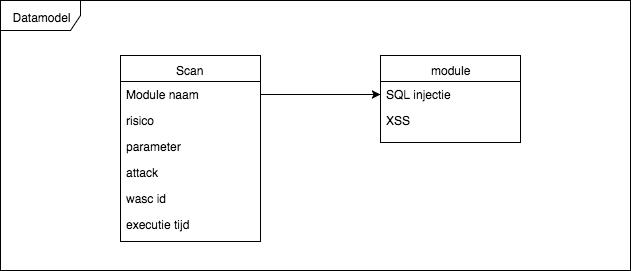 Datamodel
Scan
Module naam
risico
parameter
attack
wasc id
executie tijd
module
SQL injectie
XSS